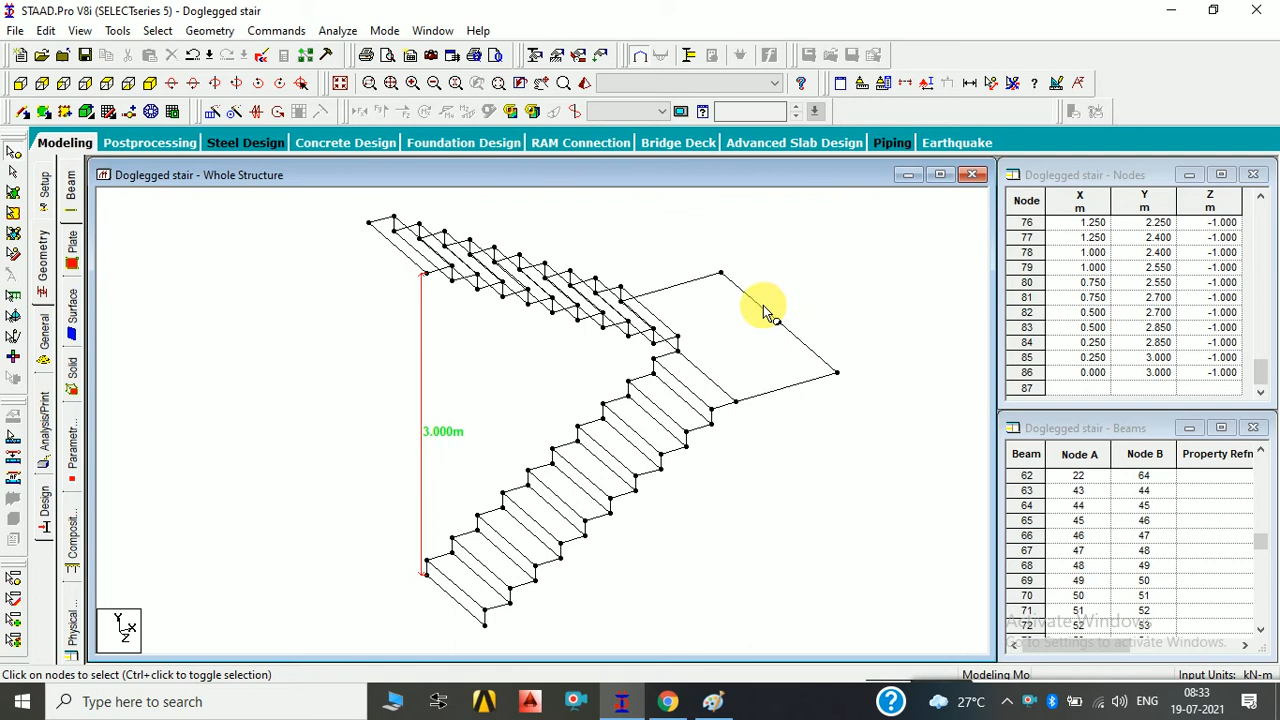 STAAD.Pro V8i (SELECTseries 5) - Doglegged stair
File Edit View Tools Select Geometry Commands Analyze Mode Window Help
Modeling Postprocessing Steel Design Concrete Design Foundation Design RAM Connection Bridge Deck Advanced Slab Design Piping Earthquake
Setup
Geometry
General
Analysis/Print
Design
Beam
Plate
Surface
Solid
Parametr...
Composit...
Physical
Doglegged stair - Whole Structure
3.000m
Y
X
Z
Doglegged stair - Nodes
Node X m Y m Z m
76 1.250 2.250 -1.000
77 1.250 2.400 -1.000
78 1.000 2.400 -1.000
79 1.000 2.550 -1.000
80 0.750 2.550 -1.000
81 0.750 2.700 -1.000
82 0.500 2.700 -1.000
83 0.500 2.850 -1.000
84 0.250 2.850 -1.000
85 0.250 3.000 -1.000
86 0.000 3.000 -1.000
87
Doglegged stair - Beams
Beam Node A Node B Property Refn
62 22 64
63 43 44
64 44 45
65 45 46
66 46 47
67 47 48
68 48 49
69 49 50
70 50 51
71 51 52
72 52 53
Activate Windows
Go to Settings to activate Windows.
Click on nodes to select (Ctrl+click to toggle selection)
Modeling Mo
Input Units: kN-m
Type here to search
27°C
ENG
08:33
19-07-2021